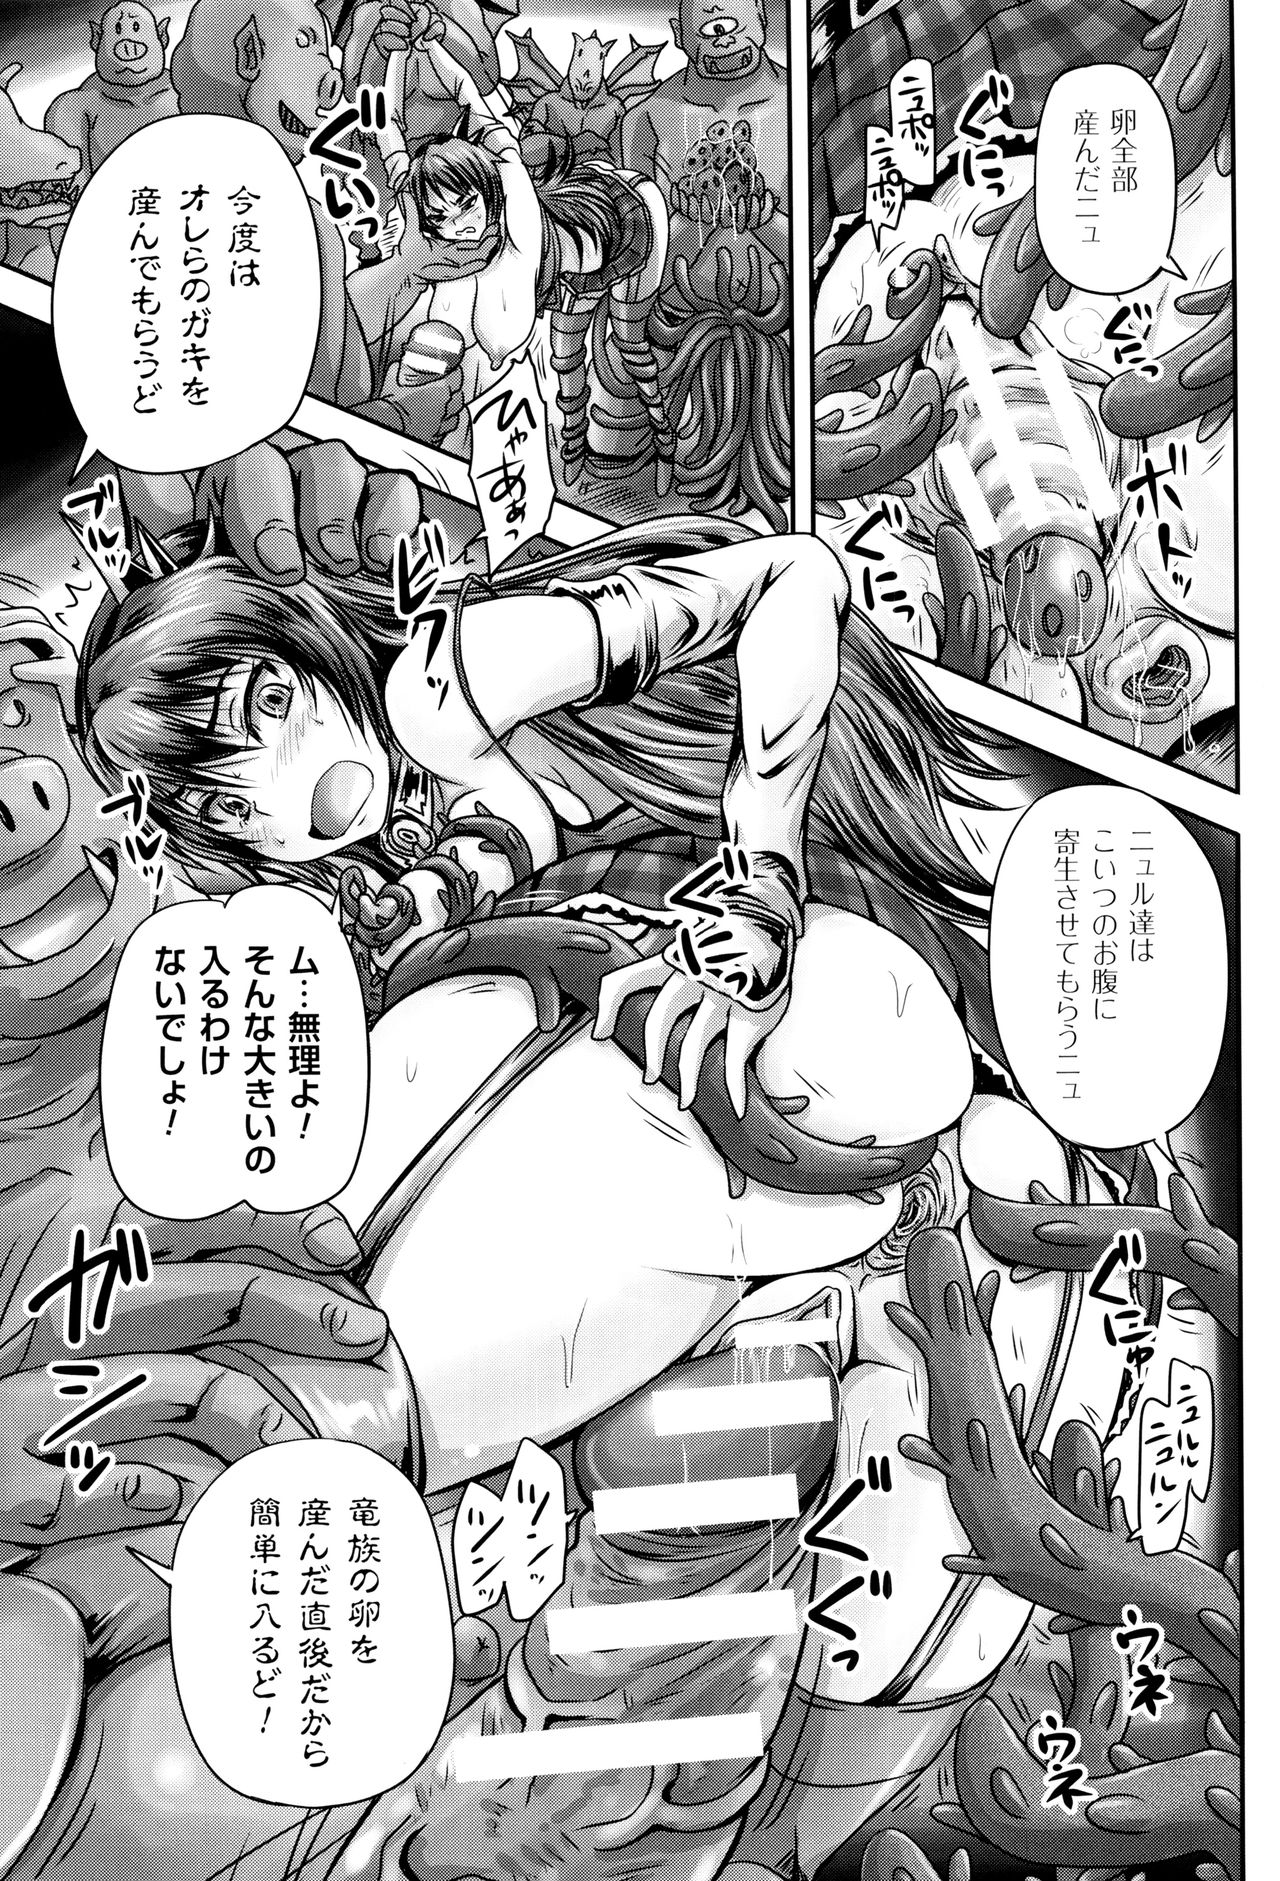 卵全部
産んだニュ
ニュポッ
ニュポッ
ぐにっ
ぐにっ
ボトッ
ぐにっ
今度は
オレらのガキを
産んでもらうど
ぐいっ
ひゃあぁっ
ニュル達は
こいつのお腹に
寄生させてもらうニュ
ビクッ
ブルッ
ブルッ
ム…無理よ！
そんな大きいの
入るわけ
ないでしょ！
ガシッ
ぐにゅっ
ニュルル
ニュルン
ツンツン
ぐぐっ
竜族の卵を
産んだ直後だから
簡単に入るど！
ウネ
ウネ